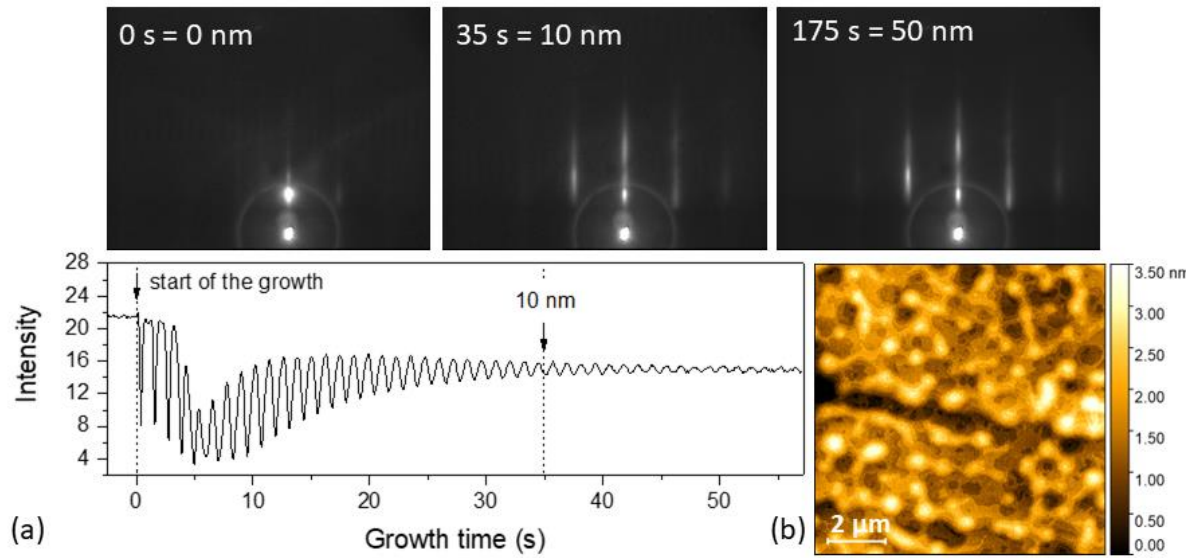 0 s = 0 nm
35 s = 10 nm
175 s = 50 nm
28
24
20
16
12
8
4
Intensity
start of the growth
10 nm
0
10
20
30
40
50
Growth time (s)
(a)
(b)
2 µm
3.50 nm
3.00
2.50
2.00
1.50
1.00
0.50
0.00